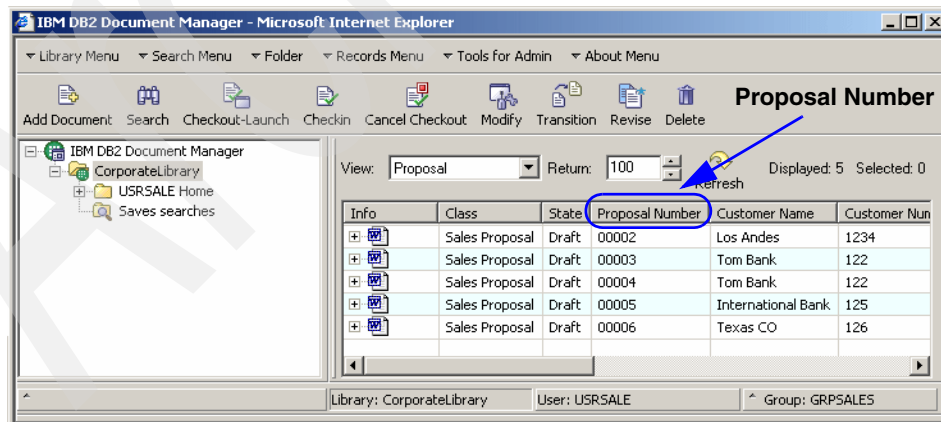 IBM DB2 Document Manager - Microsoft Internet Explorer
Library Menu Search Menu Folder Records Menu Tools for Admin About Menu
Add Document Search Checkout-Launch Checkin Cancel Checkout Modify Transition Revise Delete
Proposal Number
IBM DB2 Document Manager
CorporateLibrary
USRSALE Home
Saves searches
View: Proposal Return: 100 Refresh Displayed: 5 Selected: 0
Info Class State Proposal Number Customer Name Customer Num
Sales Proposal Draft 00002 Los Andes 1234
Sales Proposal Draft 00003 Tom Bank 122
Sales Proposal Draft 00004 Tom Bank 122
Sales Proposal Draft 00005 International Bank 125
Sales Proposal Draft 00006 Texas CO 126
Library: CorporateLibrary User: USRSALE Group: GRPSALES